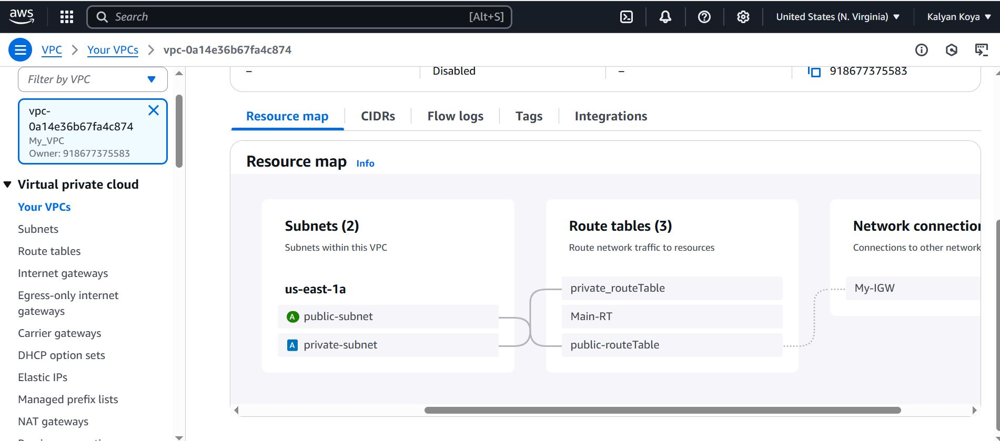 aws
Search [Alt+S]
United States (N. Virginia)
Kalyan Koya
VPC
Your VPCs
vpc-0a14e36b67fa4c874
Filter by VPC
vpc-
0a14e36b67fa4c874
My_VPC
Owner: 918677375583
Virtual private cloud
Your VPCs
Subnets
Route tables
Internet gateways
Egress-only internet
gateways
Carrier gateways
DHCP option sets
Elastic IPs
Managed prefix lists
NAT gateways
–
Disabled
–
918677375583
Resource map
CIDRs
Flow logs
Tags
Integrations
Resource map Info
Subnets (2)
Subnets within this VPC
us-east-1a
A public-subnet
A private-subnet
Route tables (3)
Route network traffic to resources
private_routeTable
Main-RT
public-routeTable
Network connection
Connections to other network
My-IGW